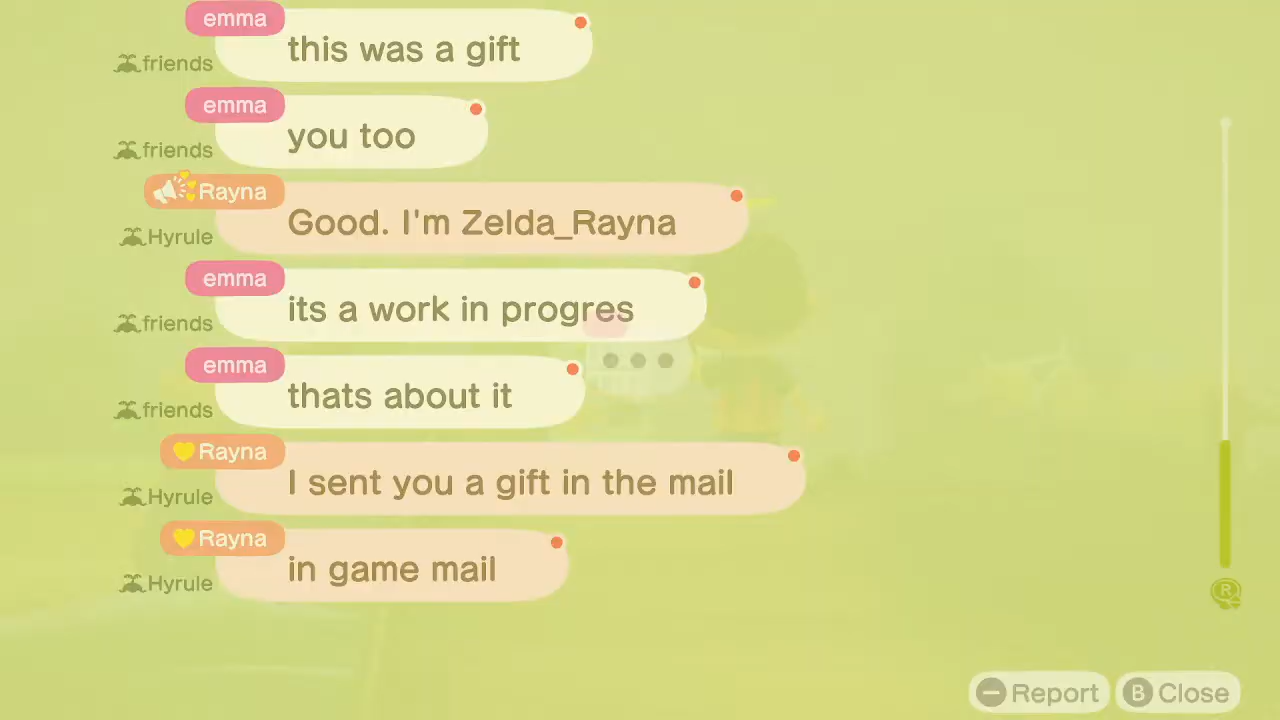 emma
this was a gift
friends
emma
you too
friends
Rayna
Good. I'm Zelda_Rayna
Hyrule
emma
its a work in progres
friends
emma
thats about it
friends
Rayna
I sent you a gift in the mail
Hyrule
Rayna
in game mail
Hyrule
R
Report
B Close